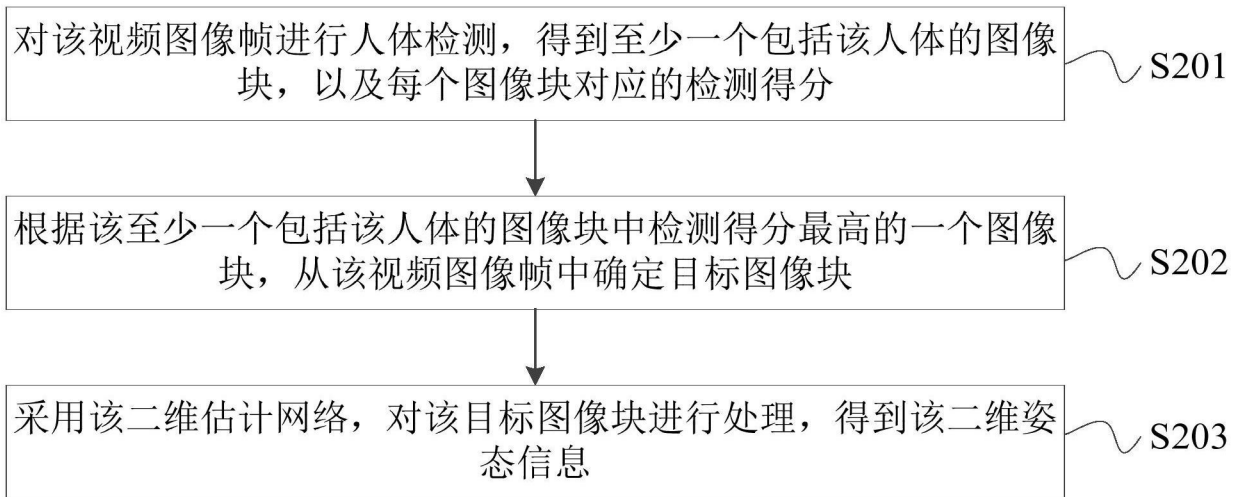 对该视频图像帧进行人体检测，得到至少一个包括该人体的图像
块，以及每个图像块对应的检测得分
S201
根据该至少一个包括该人体的图像块中检测得分最高的一个图像
块，从该视频图像帧中确定目标图像块
S202
采用该二维估计网络，对该目标图像块进行处理，得到该二维姿
态信息
S203